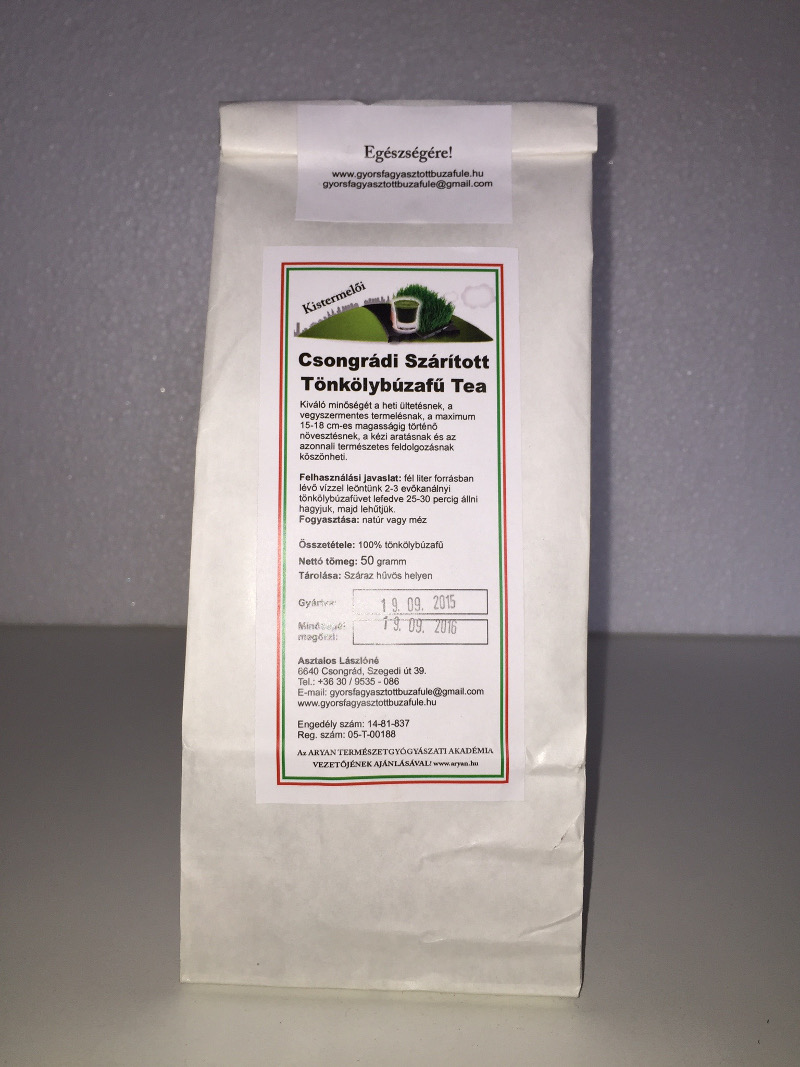 Egészségére!
www.gyorsfagyasztottbuzafule.hu
gyorsfagyasztottbuzafule@gmail.com
Kistermelői
Csongrádi Szárított
Tönkölybúzafű Tea
Kiváló minőségét a heti ültetésnek, a
vegyszermentes termelésnak, a maximum
15-18 cm-es magasságig történő
növesztésnek, a kézi aratásnak és az
azonnali természetes feldolgozásnak
köszönheti.
Felhasználási javaslat: fél liter forrásban
lévő vízzel leöntünk 2-3 evőkanálnyi
tönkölybúzafüvet lefedve 25-30 percig állni
hagyjuk, majd lehűtjük.
Fogyasztása: natúr vagy méz
Összetétele: 100% tönkölybúzafű
Nettó tömeg: 50 gramm
Tárolása: Száraz hűvös helyen
Gyártva: 19. 09. 2015
Minőségét 19. 09. 2016
megőrzi:
Asztalos Lászlóné
6640 Csongrád, Szegedi út 39.
Tel.: +36 30 / 9535 - 086
E-mail: gyorsfagyasztottbuzafule@gmail.com
www.gyorsfagyasztottbuzafule.hu
Engedély szám: 14-81-837
Reg. szám: 05-T-00188
Az ARYAN TERMÉSZETGYÓGYÁSZATI AKADÉMIA
VEZETŐJÉNEK AJÁNLÁSÁVAL! www.aryan.hu